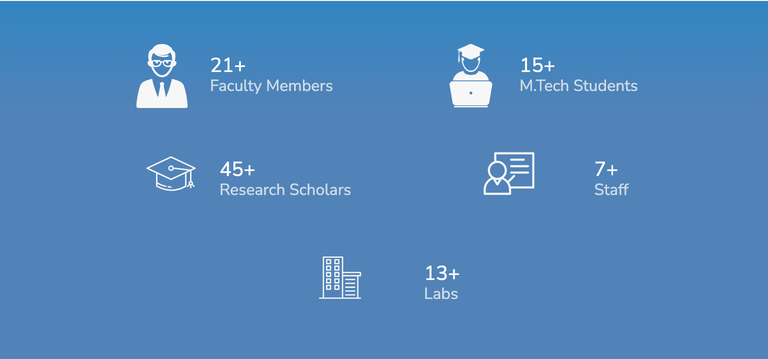 21+
Faculty Members
15+
M.Tech Students
45+
Research Scholars
7+
Staff
13+
Labs